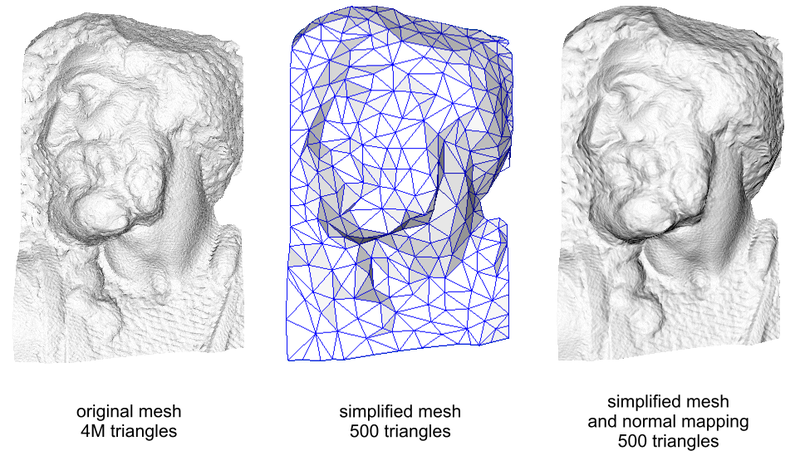 original mesh
4M triangles
simplified mesh
500 triangles
simplified mesh
and normal mapping
500 triangles